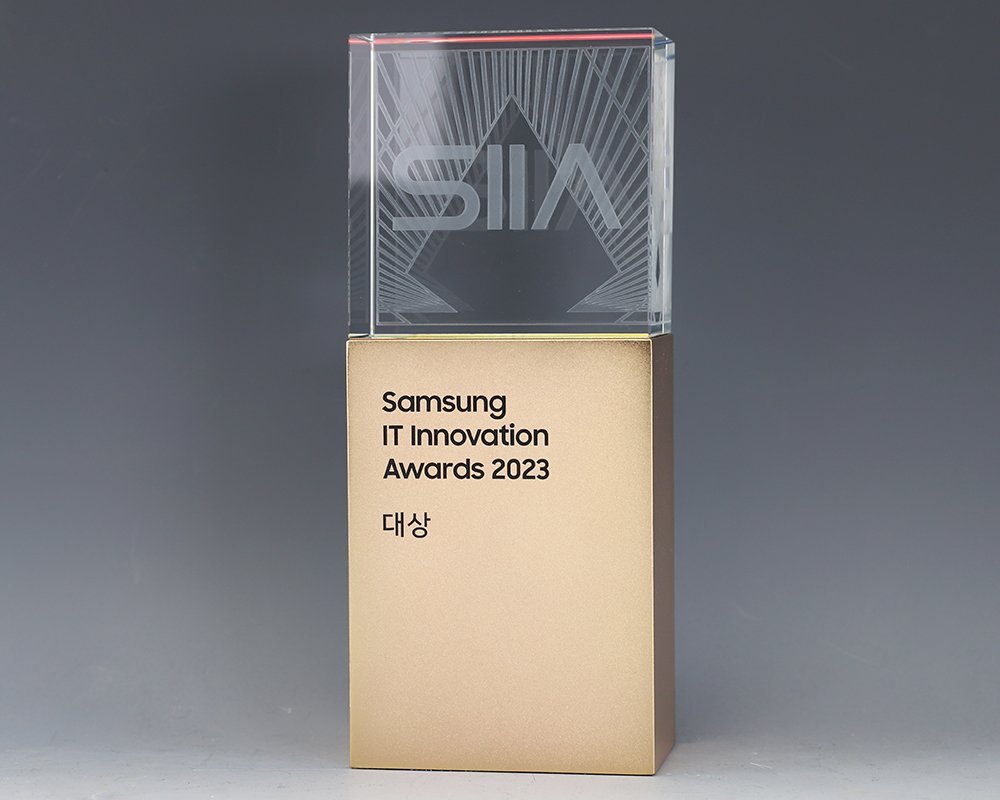 SIIA
Samsung
IT Innovation
Awards 2023
대상